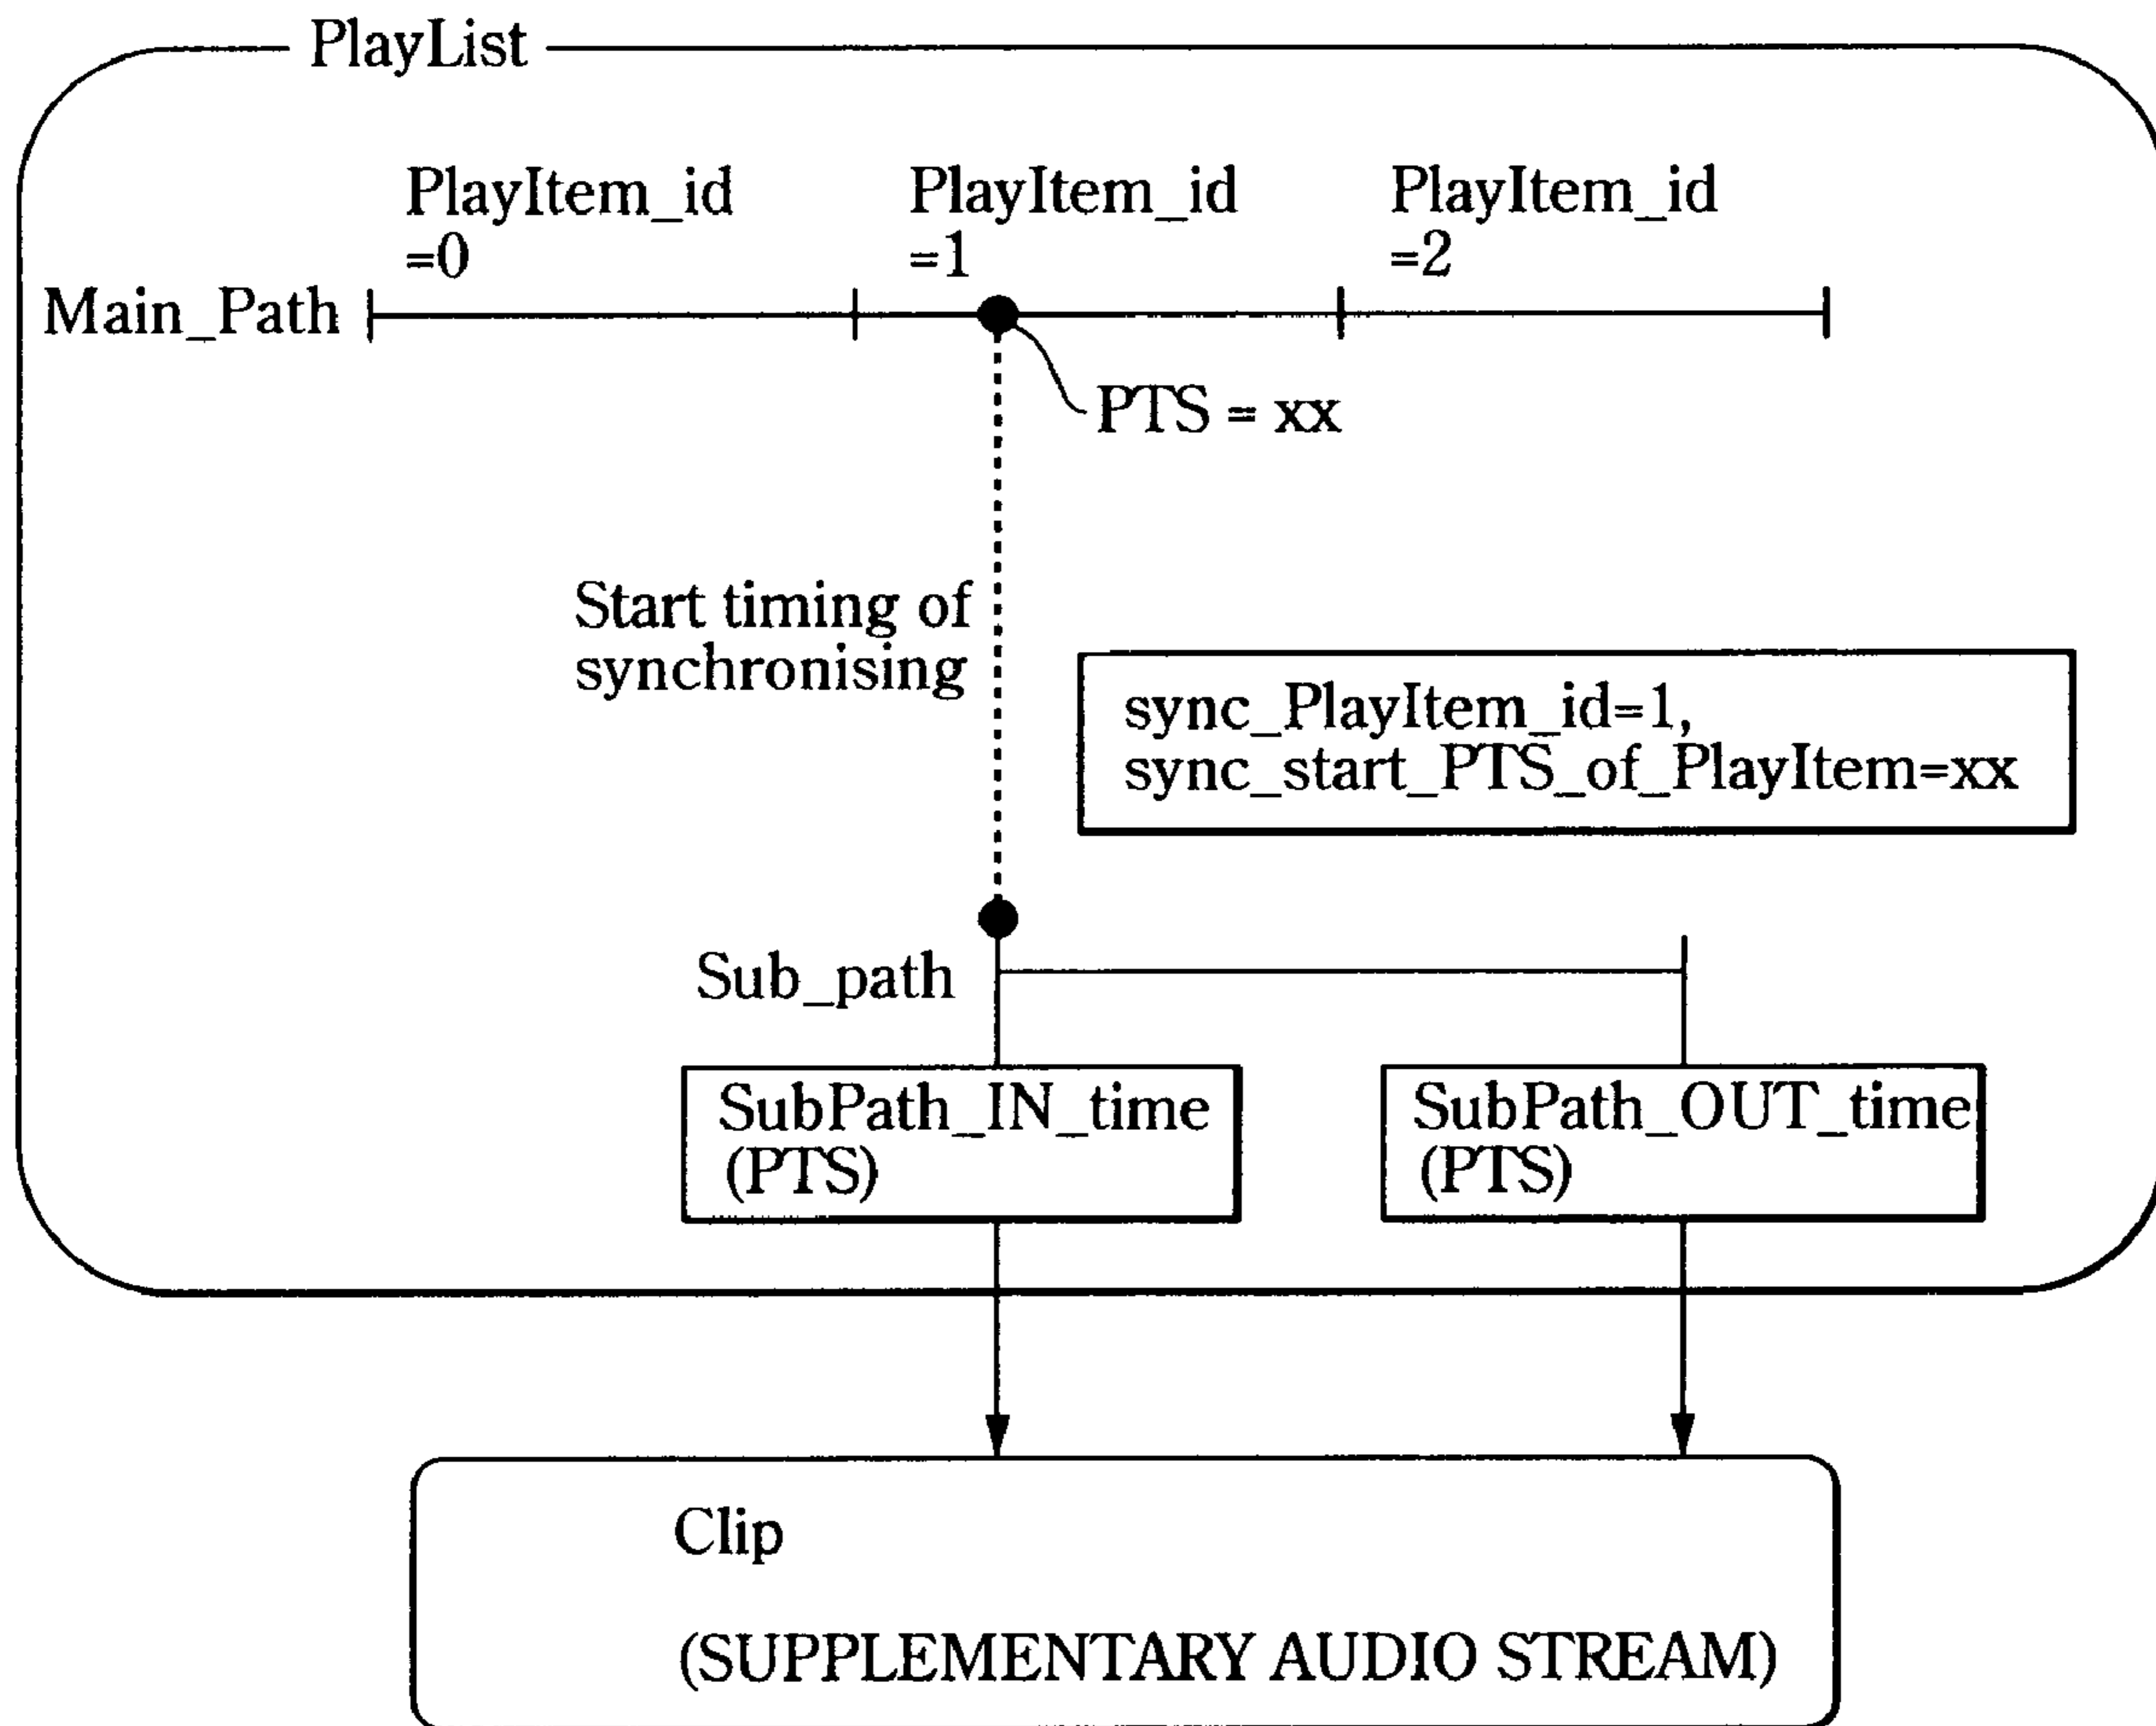 PlayList
PlayItem_id
=0
PlayItem_id
=1
PlayItem_id
=2
Main_Path
PTS = xx
Start timing of
synchronising
sync_PlayItem_id=1,
sync_start_PTS_of_PlayItem=xx
Sub_path
SubPath_IN_time
(PTS)
SubPath_OUT_time
(PTS)
Clip
(SUPPLEMENTARY AUDIO STREAM)